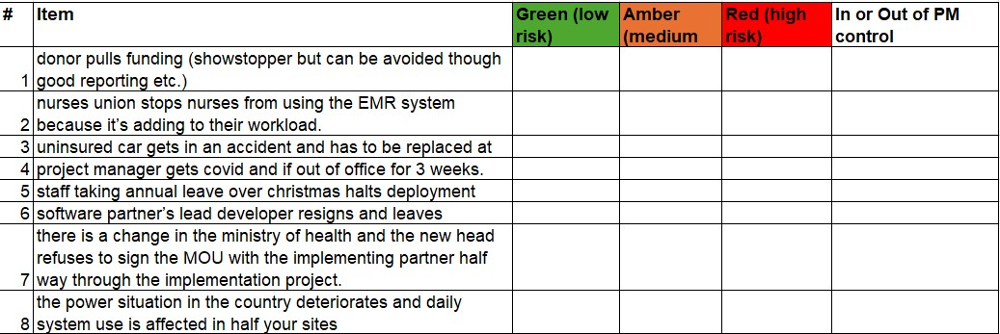 # Item Green (low risk) Amber (medium Red (high risk) In or Out of PM control
donor pulls funding (showstopper but can be avoided though
1 good reporting etc.)
nurses union stops nurses from using the EMR system
2 because it’s adding to their workload.
3 uninsured car gets in an accident and has to be replaced at
4 project manager gets covid and if out of office for 3 weeks.
5 staff taking annual leave over christmas halts deployment
6 software partner’s lead developer resigns and leaves
there is a change in the ministry of health and the new head
refuses to sign the MOU with the implementing partner half
7 way through the implementation project.
the power situation in the country deteriorates and daily
8 system use is affected in half your sites